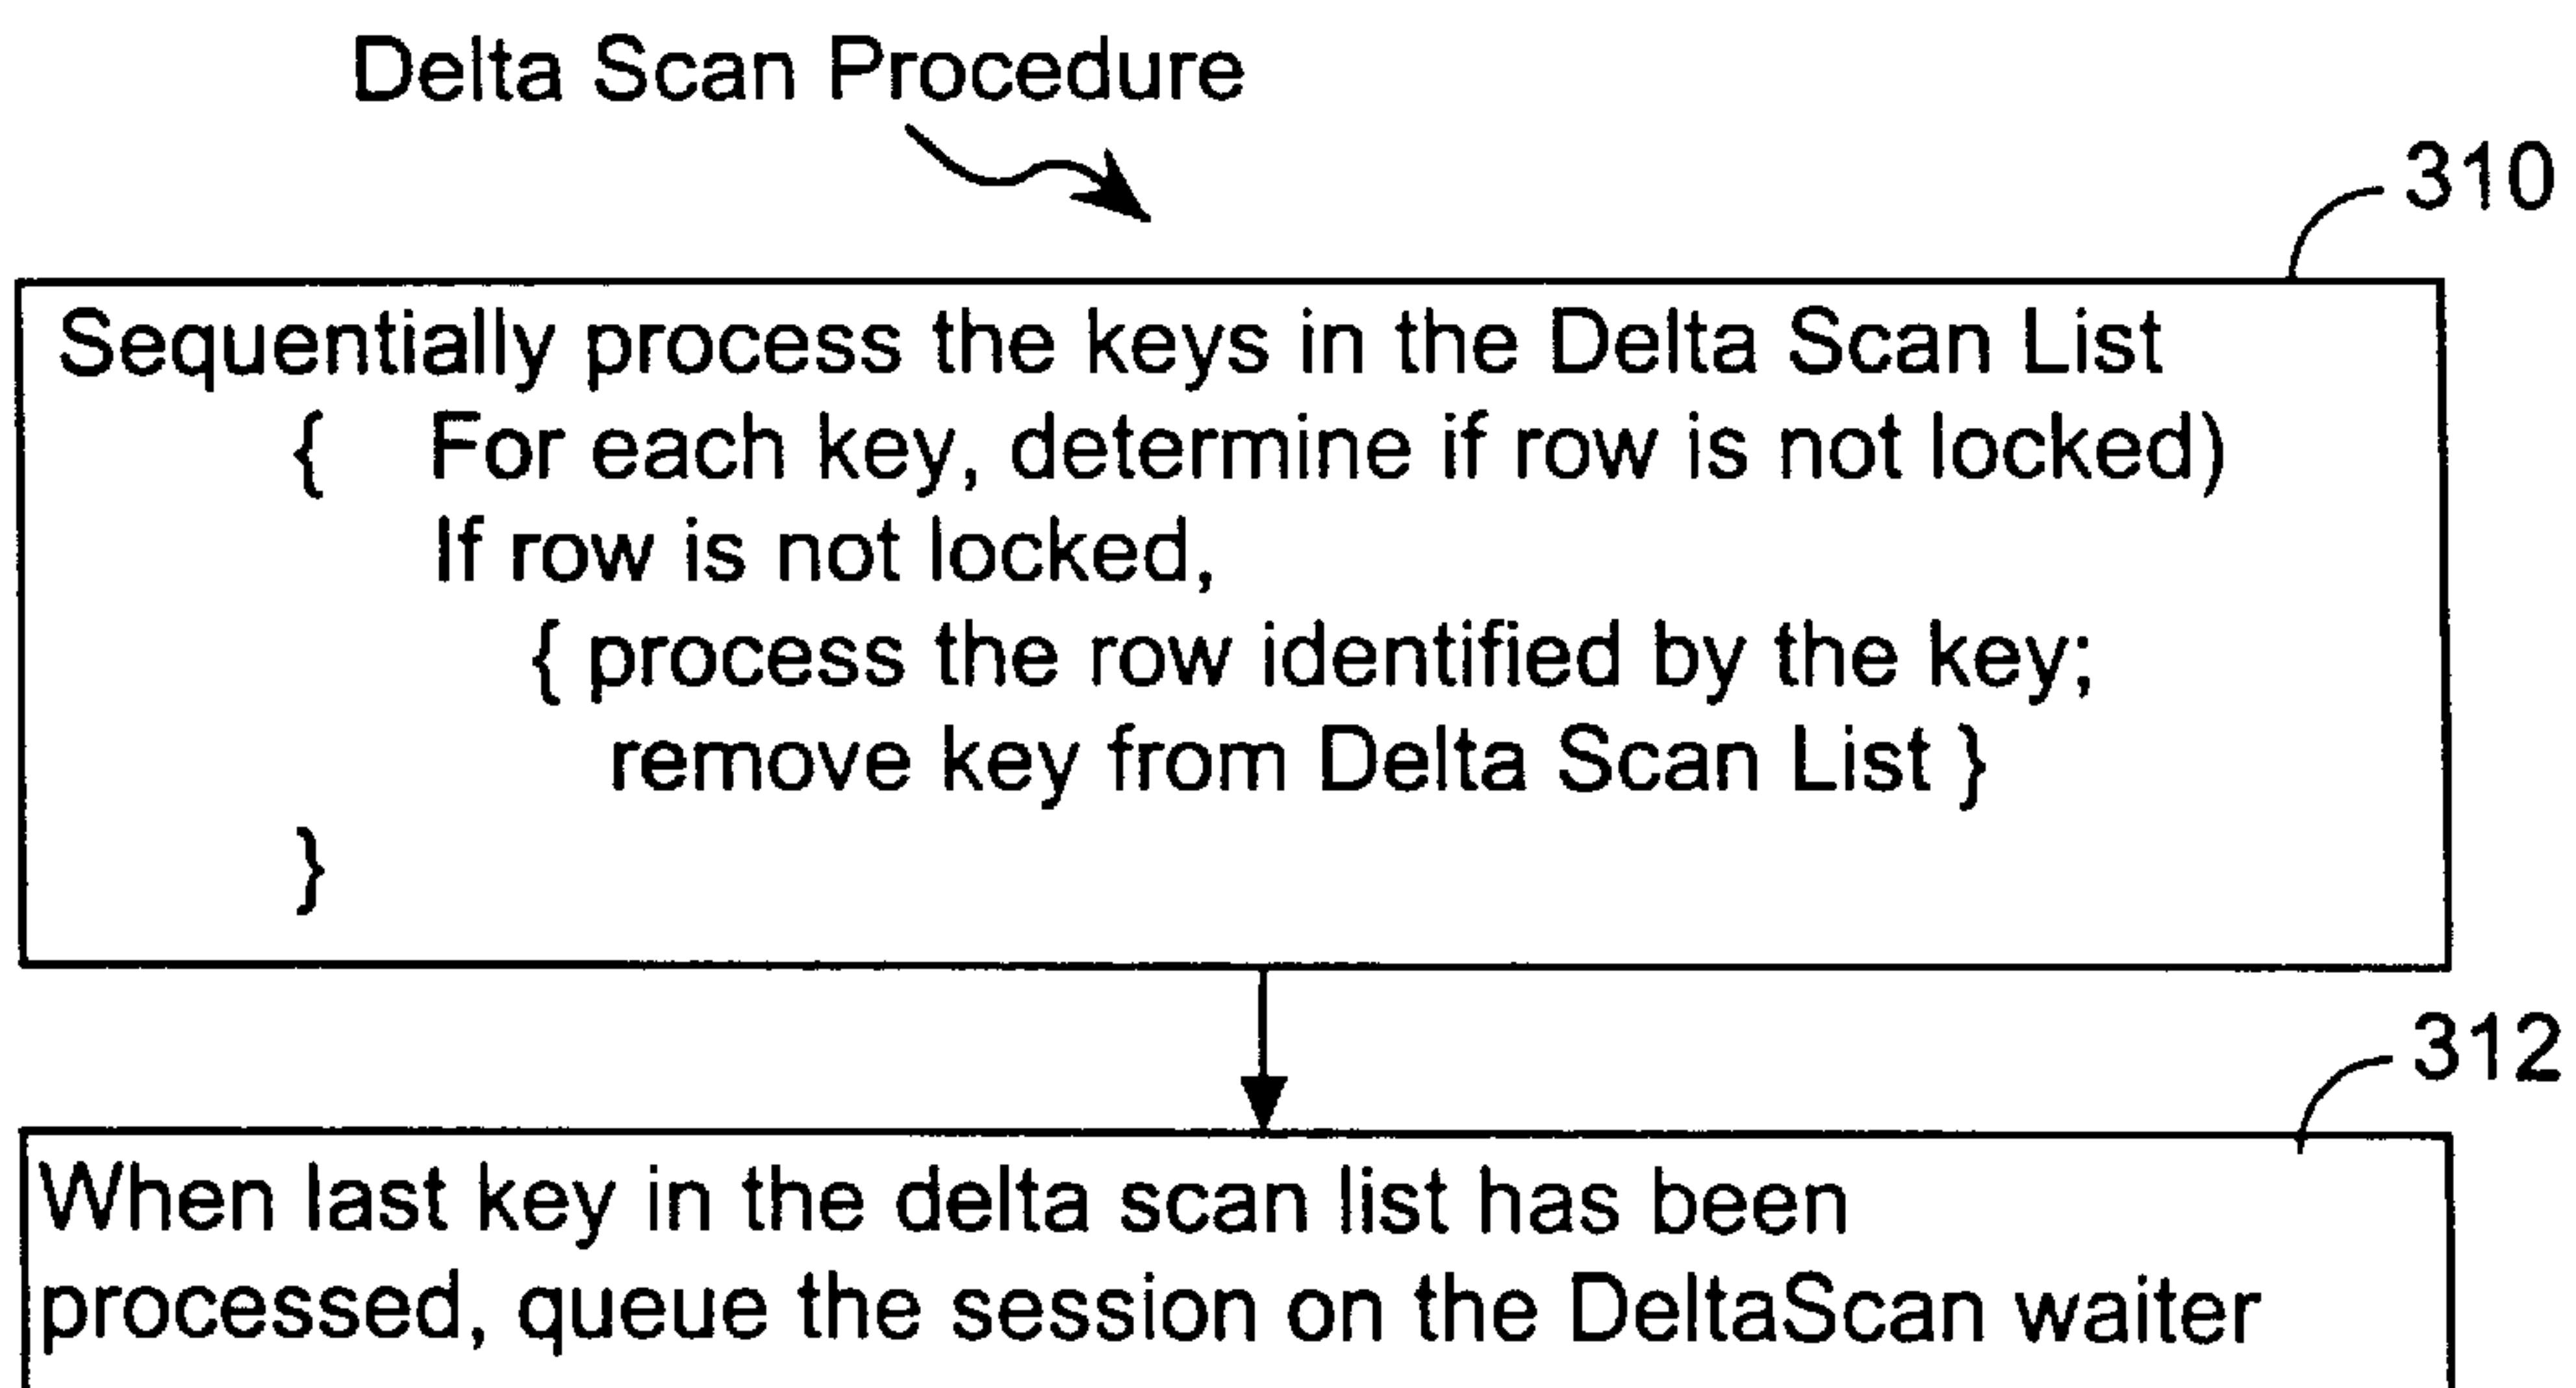 Delta Scan Procedure
310
Sequentially process the keys in the Delta Scan List
{ For each key, determine if row is not locked)
If row is not locked,
{ process the row identified by the key;
remove key from Delta Scan List }
}
312
When last key in the delta scan list has been
processed, queue the session on the DeltaScan waiter